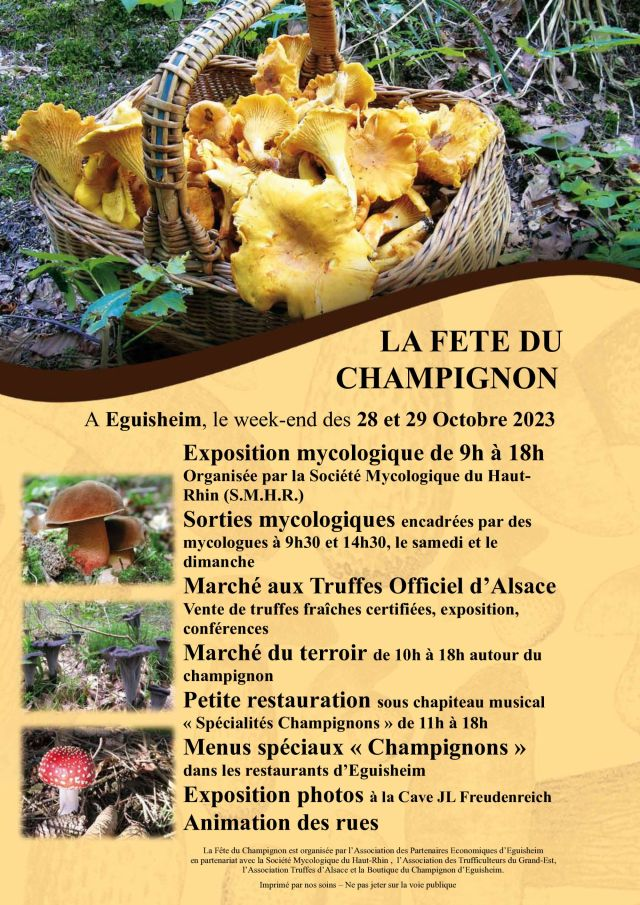 LA FETE DU
CHAMPIGNON
A Eguisheim, le week-end des 28 et 29 Octobre 2023
Exposition mycologique de 9h à 18h
Organisée par la Société Mycologique du Haut-
Rhin (S.M.H.R.)
Sorties mycologiques encadrées par des
mycologues à 9h30 et 14h30, le samedi et le
dimanche
Marché aux Truffes Officiel d’Alsace
Vente de truffes fraîches certifiées, exposition,
conférences
Marché du terroir de 10h à 18h autour du
champignon
Petite restauration sous chapiteau musical
« Spécialités Champignons » de 11h à 18h
Menus spéciaux « Champignons »
dans les restaurants d’Eguisheim
Exposition photos à la Cave JL Freudenreich
Animation des rues
La Fête du Champignon est organisée par l’Association des Partenaires Economiques d’Eguisheim
en partenariat avec la Société Mycologique du Haut-Rhin , l’Association des Trufficulteurs du Grand-Est,
l’Association Truffes d’Alsace et la Boutique du Champignon d’Eguisheim.
Imprimé par nos soins – Ne pas jeter sur la voie publique